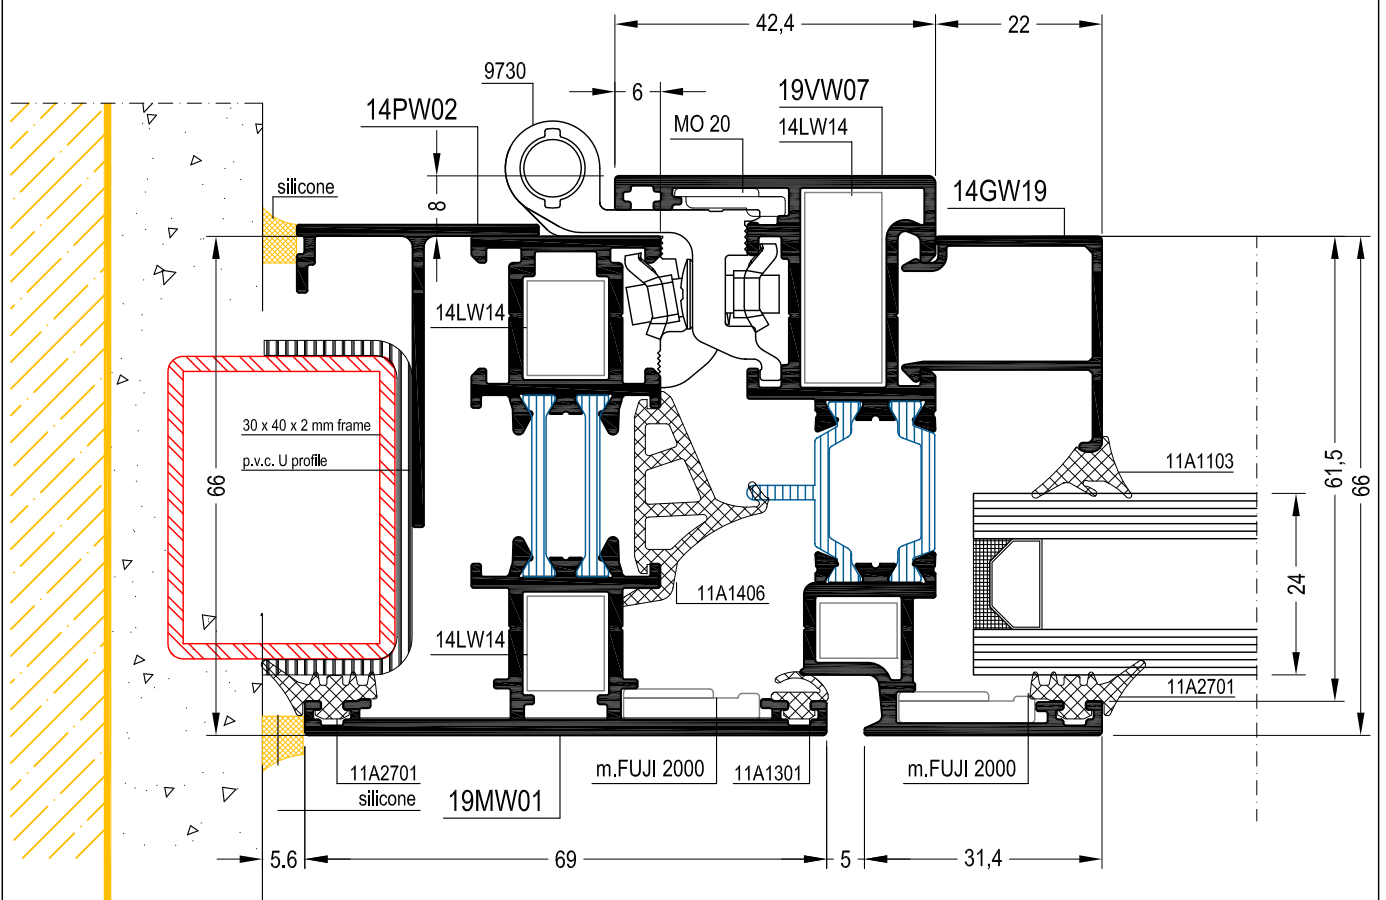 42,4
22
9730
6
19VW07
14PW02
MO 20
14LW14
silicone
8
14GW19
14LW14
30 x 40 x 2 mm frame
p.v.c. U profile
66
11A1103
61,5
66
24
11A1406
14LW14
11A2701
11A2701
m.FUJI 2000
11A1301
m.FUJI 2000
silicone
19MW01
5.6
69
5
31,4